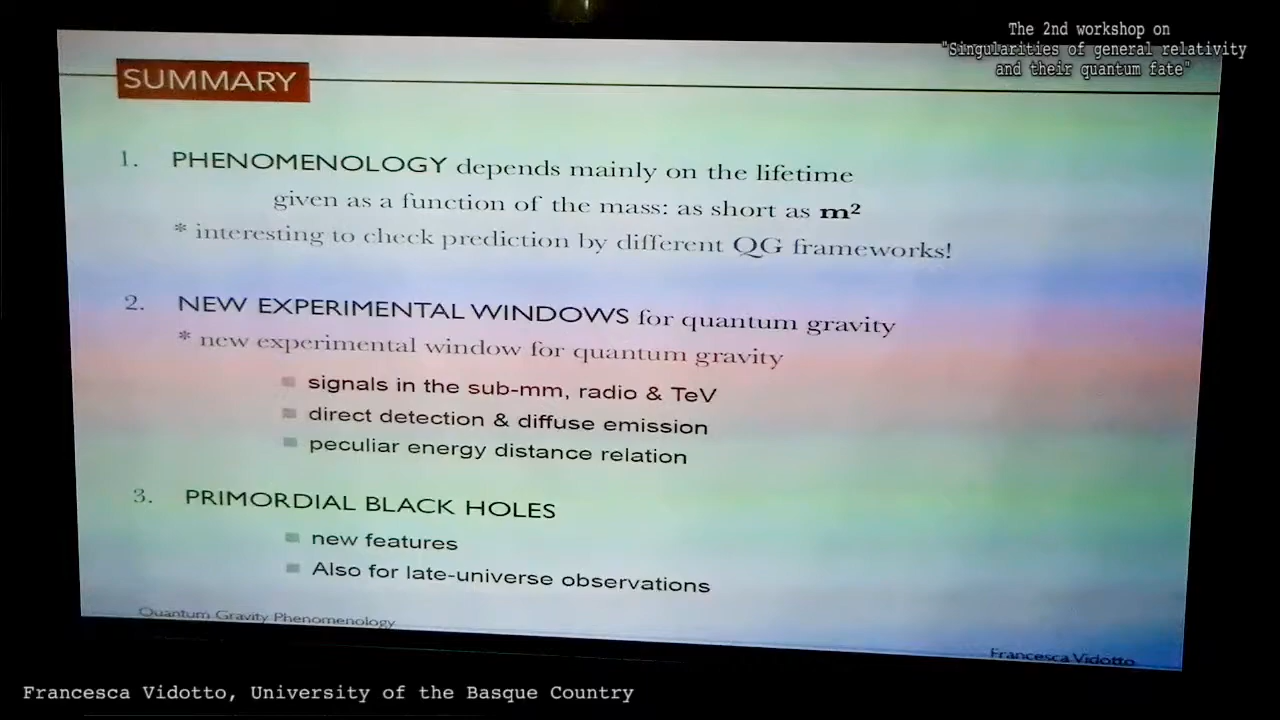 The 2nd workshop on
"Singularities of general relativity
and their quantum fate"
SUMMARY
1. PHENOMENOLOGY depends mainly on the lifetime
given as a function of the mass: as short as m²
* interesting to check prediction by different QG frameworks!
2. NEW EXPERIMENTAL WINDOWS for quantum gravity
* new experimental window for quantum gravity
signals in the sub-mm, radio & TeV
direct detection & diffuse emission
peculiar energy distance relation
3. PRIMORDIAL BLACK HOLES
new features
Also for late-universe observations
Quantum Gravity Phenomenology
Francesca Vidotto
Francesca Vidotto, University of the Basque Country